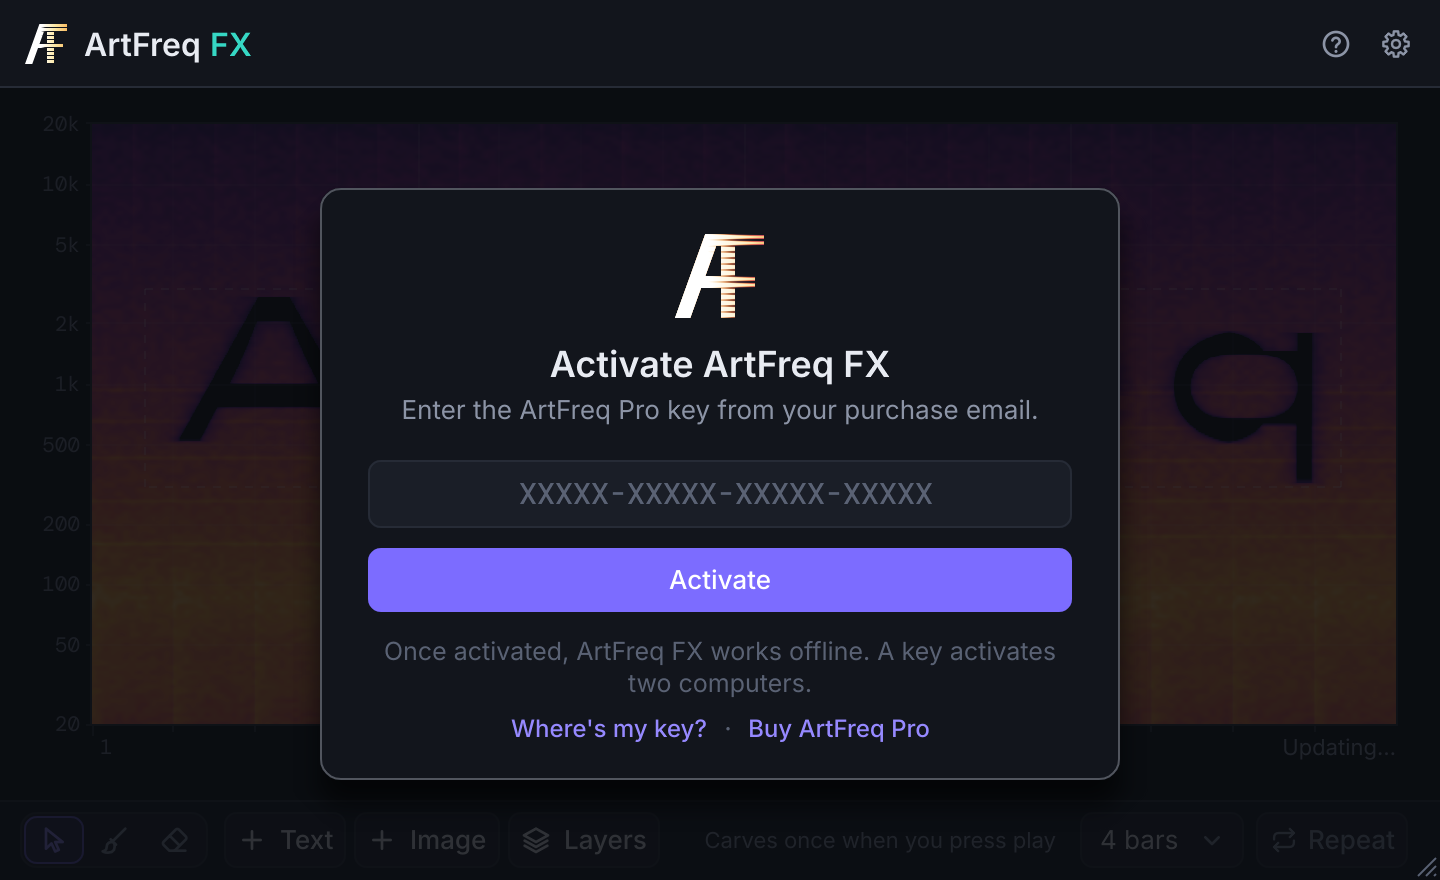 ArtFreq FX
20k
10k
5k
2k
1k
500
200
100
50
20
1
A
q
Activate ArtFreq FX
Enter the ArtFreq Pro key from your purchase email.
XXXXX-XXXXX-XXXXX-XXXXX
Activate
Once activated, ArtFreq FX works offline. A key activates
two computers.
Where's my key? · Buy ArtFreq Pro
Updating...
Text
Image
Layers
Carves once when you press play
4 bars
Repeat